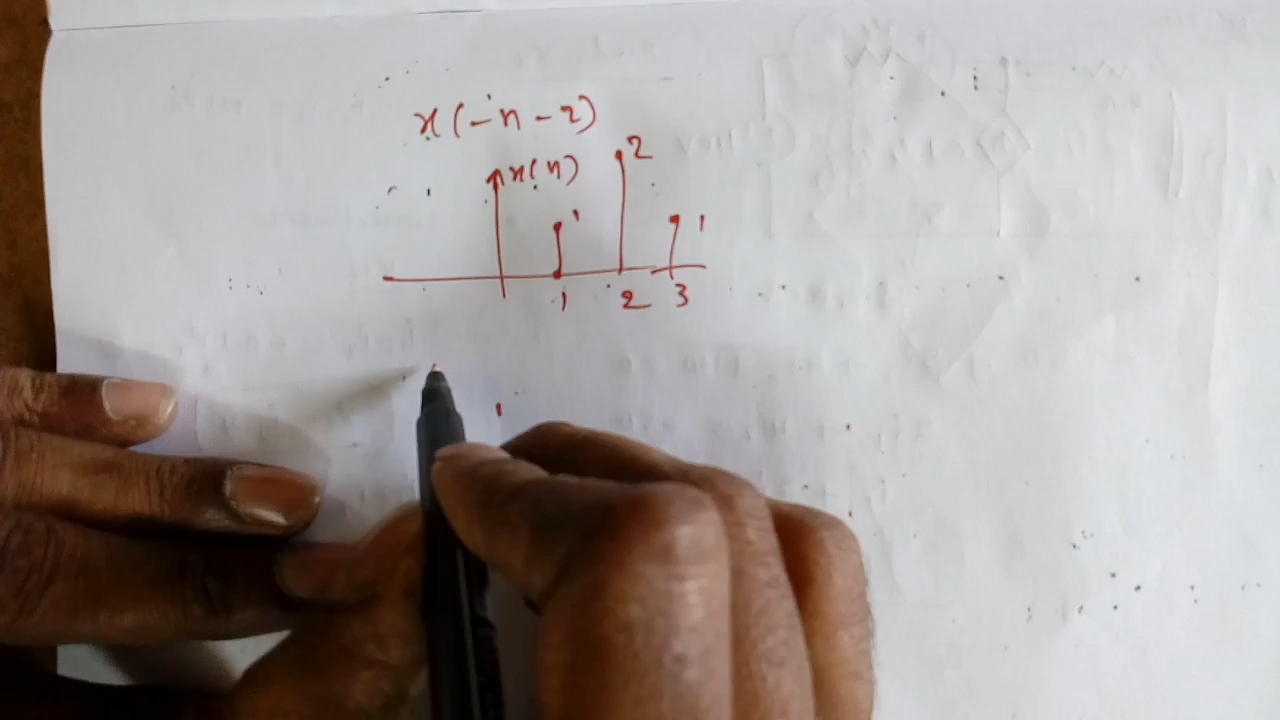 x(-n-2)
x(n)
2
1
1
1 2 3